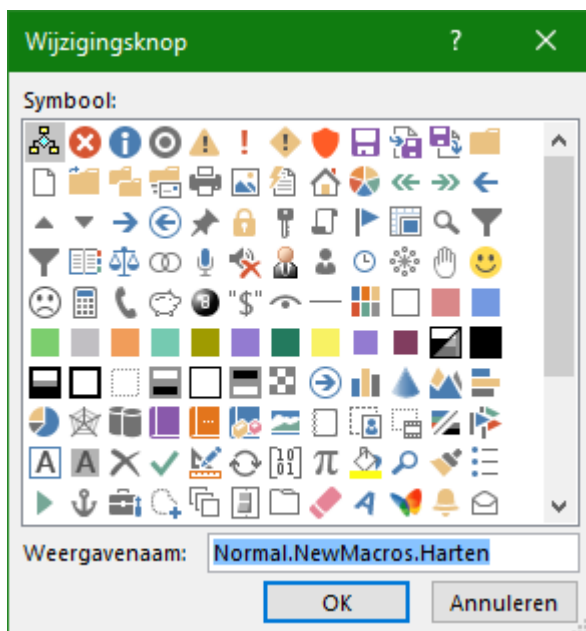 Wijzigingsknop
Symbool:
"$"
A A
Weergavenaam: Normal.NewMacros.Harten
OK Annuleren